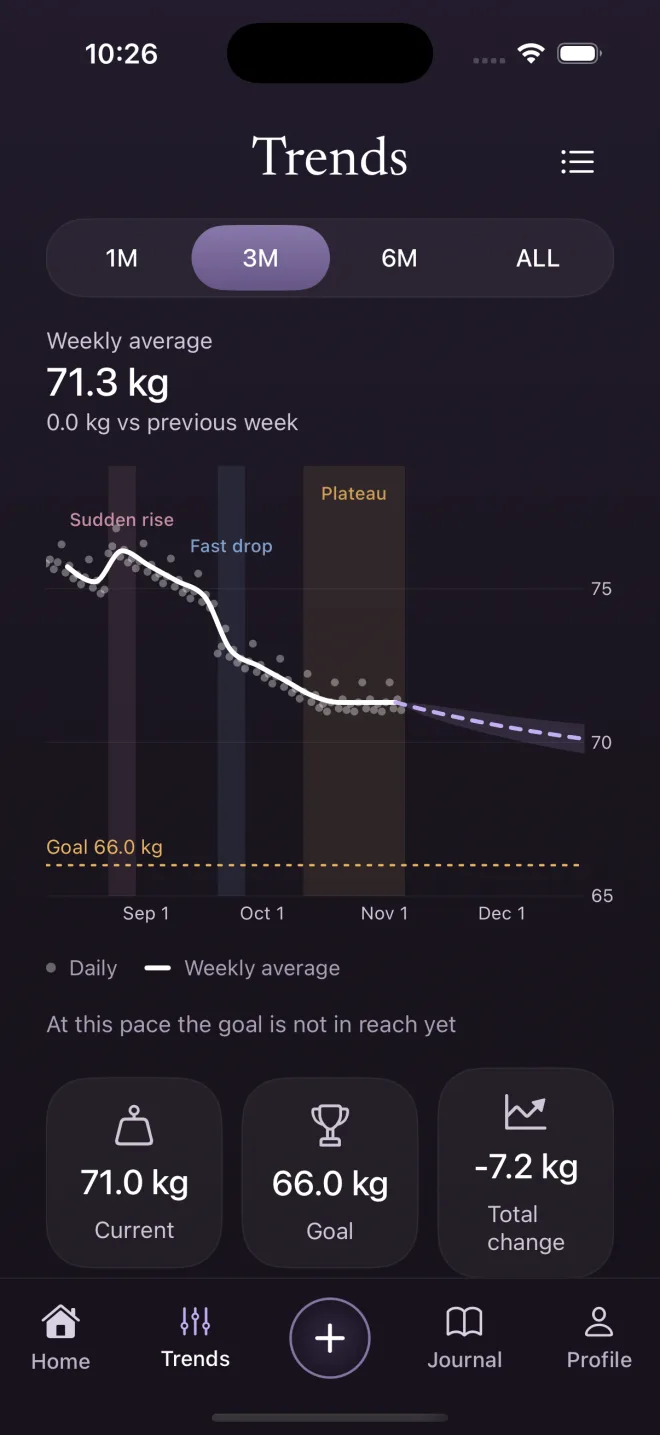 10:26
Trends
1M
3M
6M
ALL
Weekly average
71.3 kg
0.0 kg vs previous week
Plateau
Sudden rise
Fast drop
75
70
Goal 66.0 kg
65
Sep 1
Oct 1
Nov 1
Dec 1
Daily
Weekly average
At this pace the goal is not in reach yet
71.0 kg
Current
66.0 kg
Goal
-7.2 kg
Total
change
Home
Trends
Journal
Profile